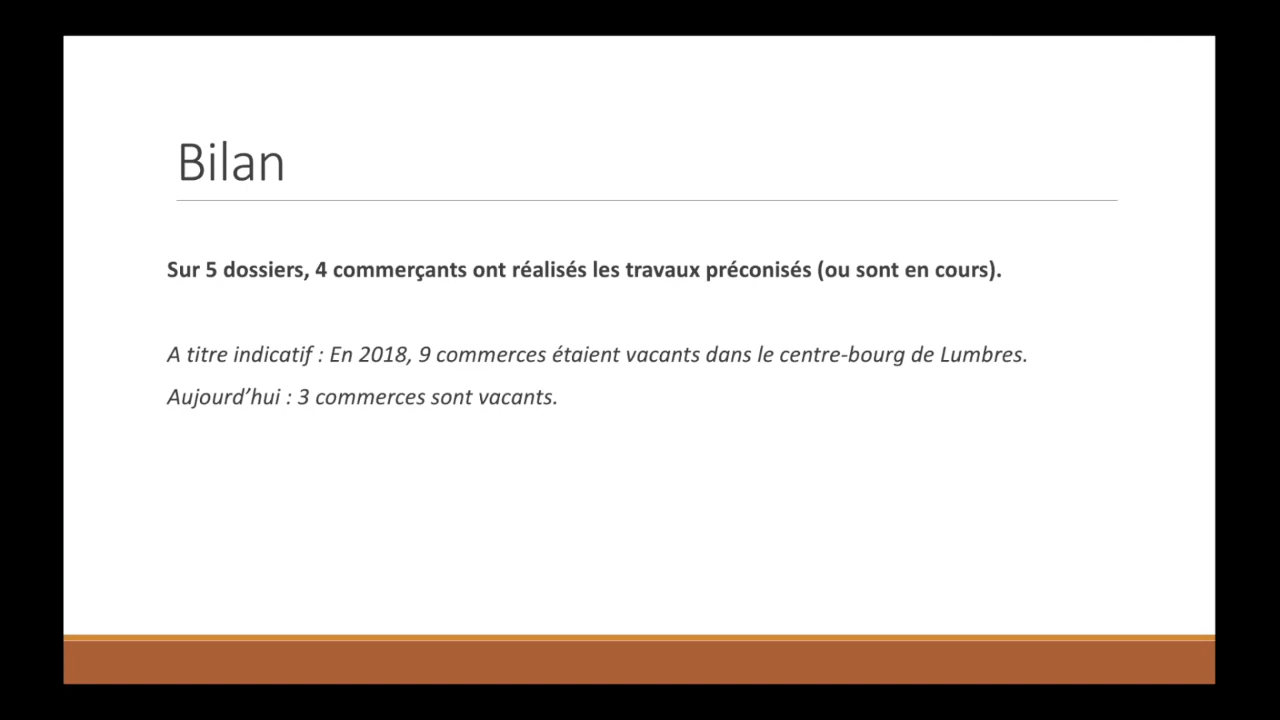 Bilan
Sur 5 dossiers, 4 commerçants ont réalisés les travaux préconisés (ou sont en cours).
A titre indicatif : En 2018, 9 commerces étaient vacants dans le centre-bourg de Lumbres.
Aujourd’hui : 3 commerces sont vacants.